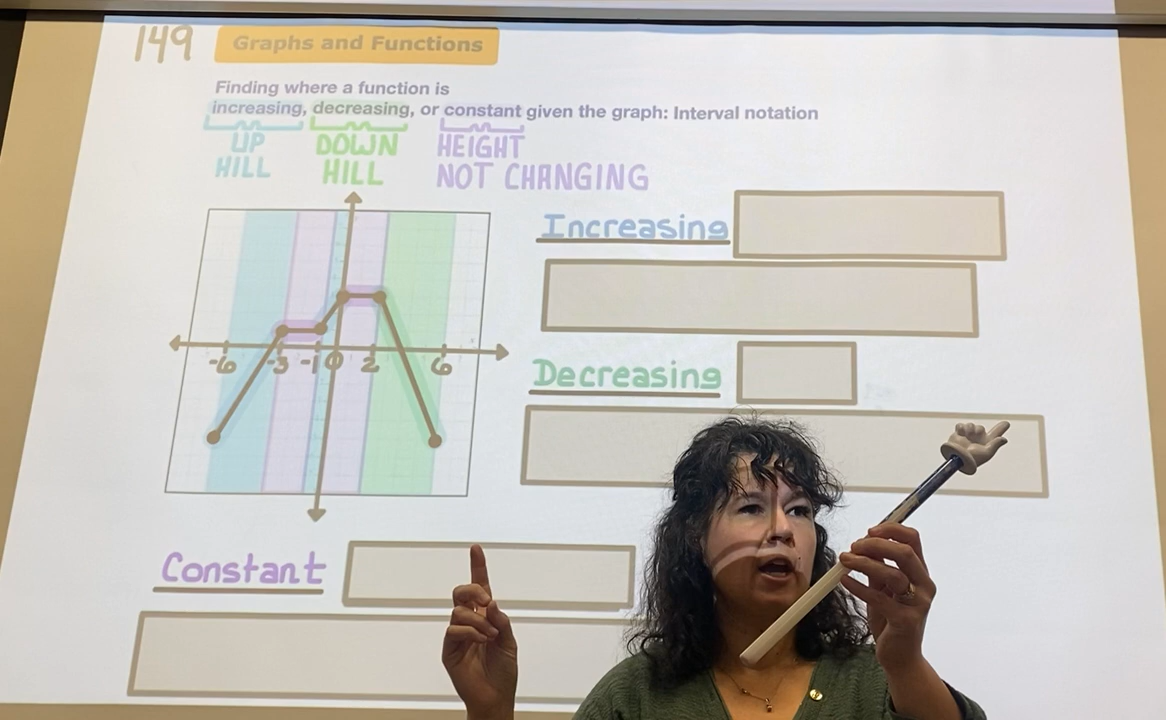 149
Graphs and Functions
Finding where a function is
increasing, decreasing, or constant given the graph: Interval notation
UP HILL
DOWN HILL
HEIGHT NOT CHANGING
-6 -3 -1 0 2 6
Increasing
Decreasing
Constant